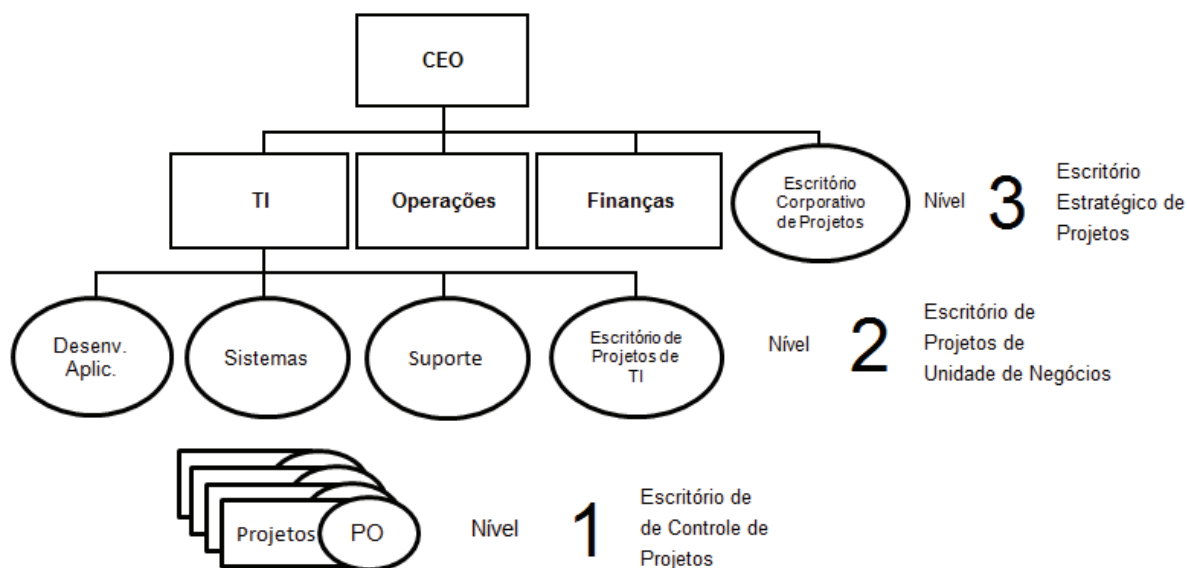 CEO
TI
Operações
Finanças
Escritório
Corporativo
de Projetos
Nível
3
Escritório
Estratégico de
Projetos
Desenv.
Aplic.
Sistemas
Suporte
Escritório de
Projetos de
TI
Nível
2
Escritório de
Projetos de
Unidade de Negócios
Projetos
PO
Nível
1
Escritório de
de Controle de
Projetos